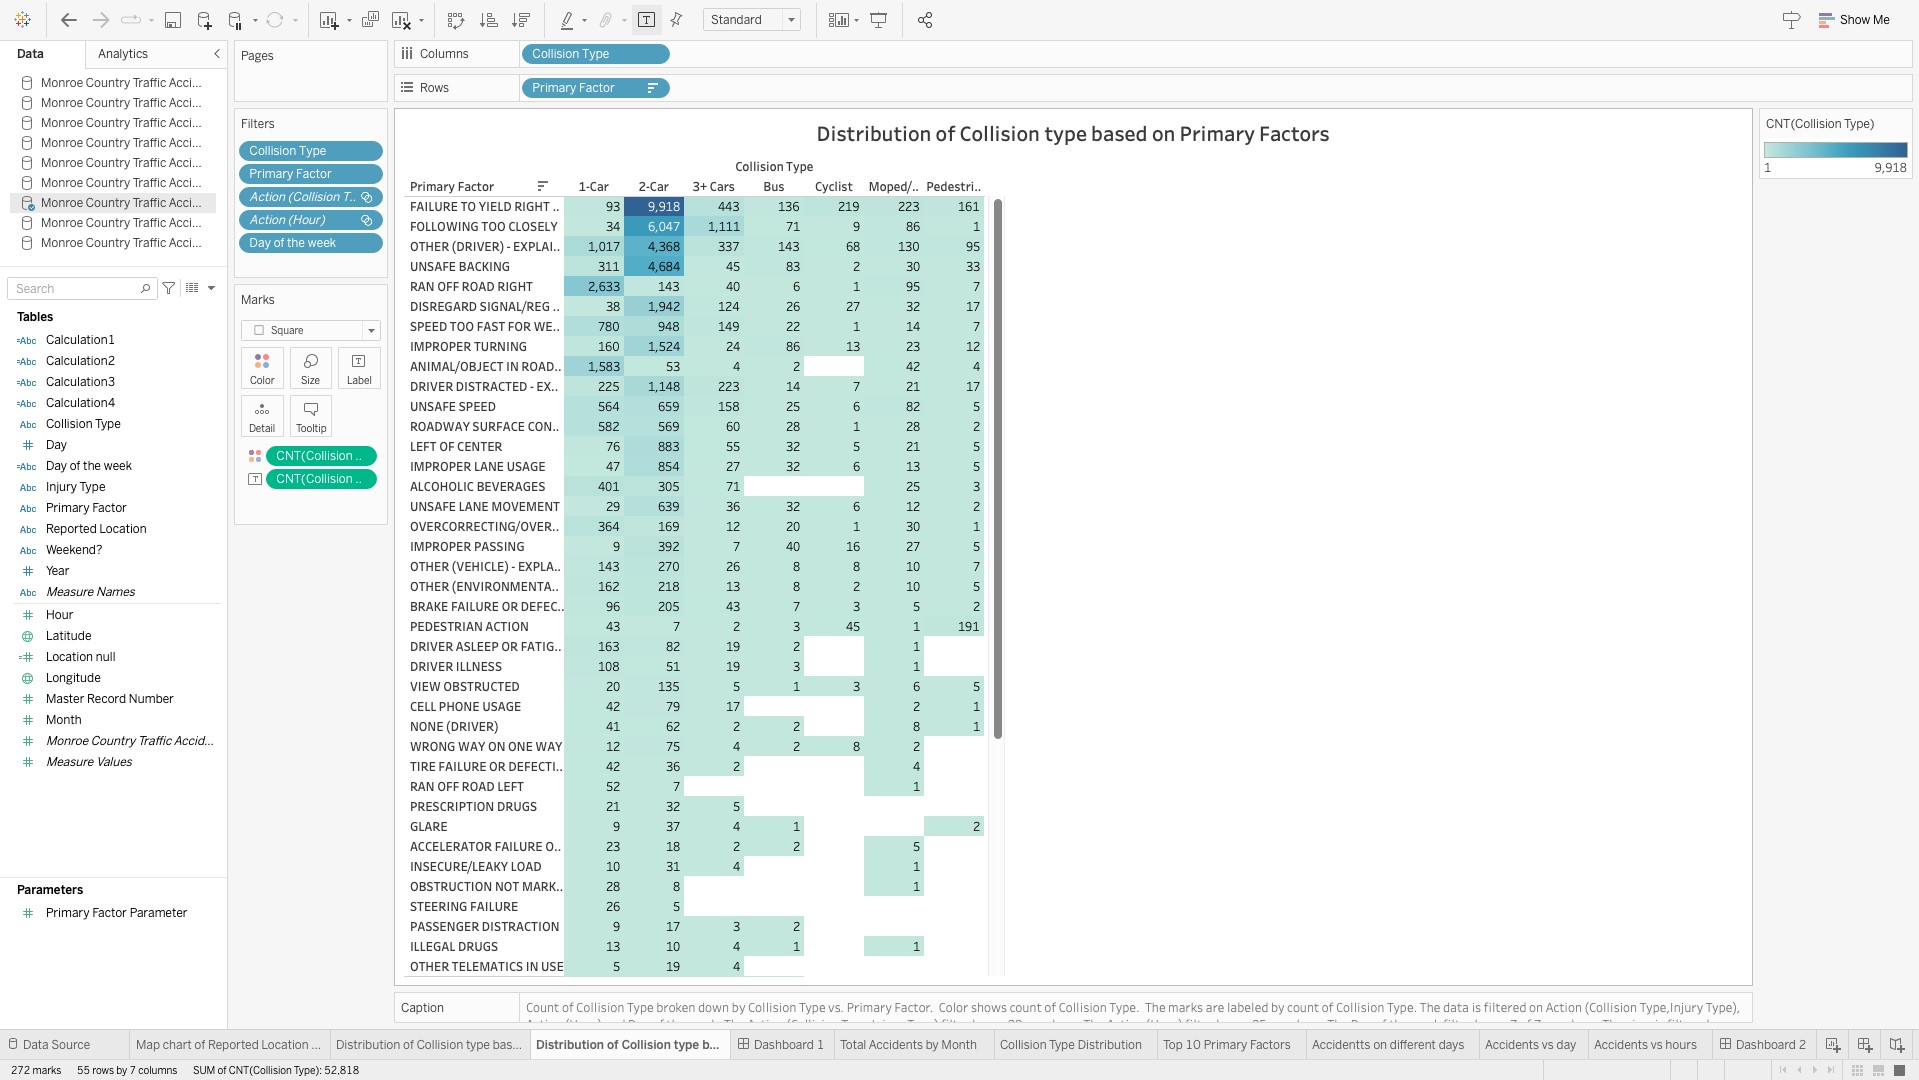 Standard
Show Me
Data
Analytics
Pages
Columns
Collision Type
Rows
Primary Factor
Monroe Country Traffic Acci...
Monroe Country Traffic Acci...
Monroe Country Traffic Acci...
Monroe Country Traffic Acci...
Monroe Country Traffic Acci...
Monroe Country Traffic Acci...
Monroe Country Traffic Acci...
Monroe Country Traffic Acci...
Monroe Country Traffic Acci...
Search
Tables
Abc Calculation1
Abc Calculation2
Abc Calculation3
Abc Calculation4
Abc Collision Type
Day
Abc Day of the week
Abc Injury Type
Abc Primary Factor
Abc Reported Location
Abc Weekend?
Year
Abc Measure Names
Hour
Latitude
Location null
Longitude
Master Record Number
Month
Monroe Country Traffic Accid...
Measure Values
Parameters
Primary Factor Parameter
Filters
Collision Type
Primary Factor
Action (Collision T..
Action (Hour)
Day of the week
Marks
Square
Color Size Label
Detail Tooltip
CNT(Collision ..
CNT(Collision ..
Distribution of Collision type based on Primary Factors
Collision Type
Primary Factor 1-Car 2-Car 3+ Cars Bus Cyclist Moped/.. Pedestri..
FAILURE TO YIELD RIGHT .. 93 9,918 443 136 219 223 161
FOLLOWING TOO CLOSELY 34 6,047 1,111 71 9 86 1
OTHER (DRIVER) - EXPLAI.. 1,017 4,368 337 143 68 130 95
UNSAFE BACKING 311 4,684 45 83 2 30 33
RAN OFF ROAD RIGHT 2,633 143 40 6 1 95 7
DISREGARD SIGNAL/REG .. 38 1,942 124 26 27 32 17
SPEED TOO FAST FOR WE.. 780 948 149 22 1 14 7
IMPROPER TURNING 160 1,524 24 86 13 23 12
ANIMAL/OBJECT IN ROAD.. 1,583 53 4 2 42 4
DRIVER DISTRACTED - EX.. 225 1,148 223 14 7 21 17
UNSAFE SPEED 564 659 158 25 6 82 5
ROADWAY SURFACE CON.. 582 569 60 28 1 28 2
LEFT OF CENTER 76 883 55 32 5 21 5
IMPROPER LANE USAGE 47 854 27 32 6 13 5
ALCOHOLIC BEVERAGES 401 305 71 25 3
UNSAFE LANE MOVEMENT 29 639 36 32 6 12 2
OVERCORRECTING/OVER.. 364 169 12 20 1 30 1
IMPROPER PASSING 9 392 7 40 16 27 5
OTHER (VEHICLE) - EXPLA.. 143 270 26 8 8 10 7
OTHER (ENVIRONMENTA.. 162 218 13 8 2 10 5
BRAKE FAILURE OR DEFEC.. 96 205 43 7 3 5 2
PEDESTRIAN ACTION 43 7 2 3 45 1 191
DRIVER ASLEEP OR FATIG.. 163 82 19 2 1
DRIVER ILLNESS 108 51 19 3 1
VIEW OBSTRUCTED 20 135 5 1 3 6 5
CELL PHONE USAGE 42 79 17 2 1
NONE (DRIVER) 41 62 2 2 8 1
WRONG WAY ON ONE WAY 12 75 4 2 8 2
TIRE FAILURE OR DEFECTI.. 42 36 2 4
RAN OFF ROAD LEFT 52 7 1
PRESCRIPTION DRUGS 21 32 5
GLARE 9 37 4 1 2
ACCELERATOR FAILURE O.. 23 18 2 2 5
INSECURE/LEAKY LOAD 10 31 4 1
OBSTRUCTION NOT MARK.. 28 8 1
STEERING FAILURE 26 5
PASSENGER DISTRACTION 9 17 3 2
ILLEGAL DRUGS 13 10 4 1 1
OTHER TELEMATICS IN USE 5 19 4
CNT(Collision Type)
1 9,918
Caption
Count of Collision Type broken down by Collision Type vs. Primary Factor. Color shows count of Collision Type. The marks are labeled by count of Collision Type. The data is filtered on Action (Collision Type,Injury Type),
Data Source
Map chart of Reported Location ...
Distribution of Collision type bas...
Distribution of Collision type b...
Dashboard 1
Total Accidents by Month
Collision Type Distribution
Top 10 Primary Factors
Accidentts on different days
Accidents vs day
Accidents vs hours
Dashboard 2
272 marks 55 rows by 7 columns SUM of CNT(Collision Type): 52,818